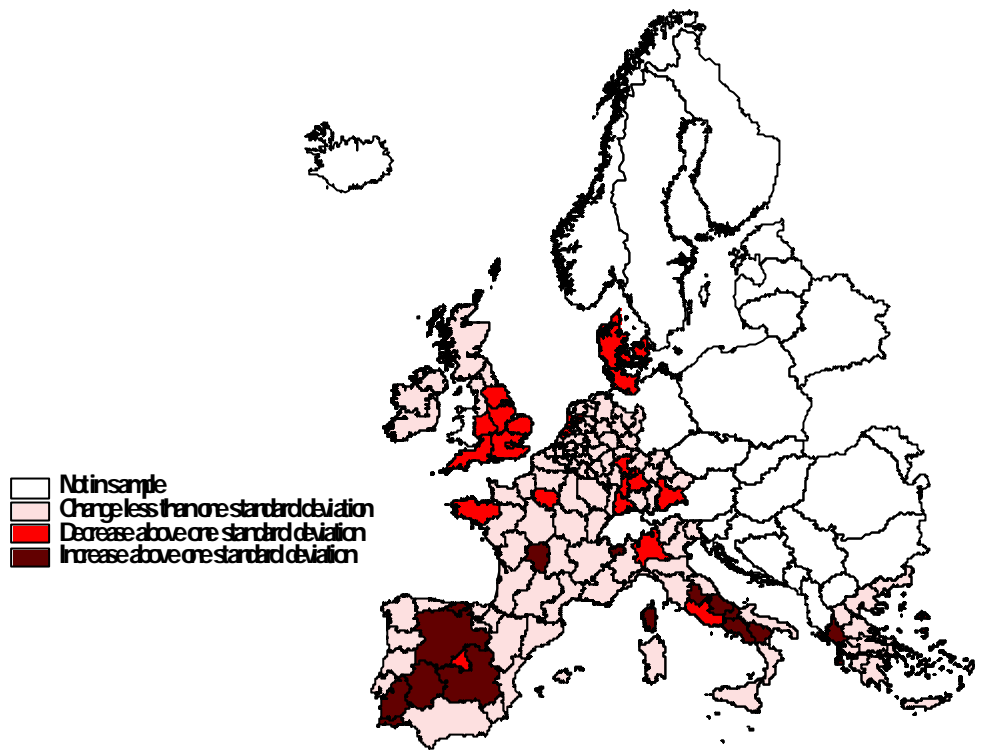 Not in sample
Change less than one standard deviation
Decrease above one standard deviation
Increase above one standard deviation